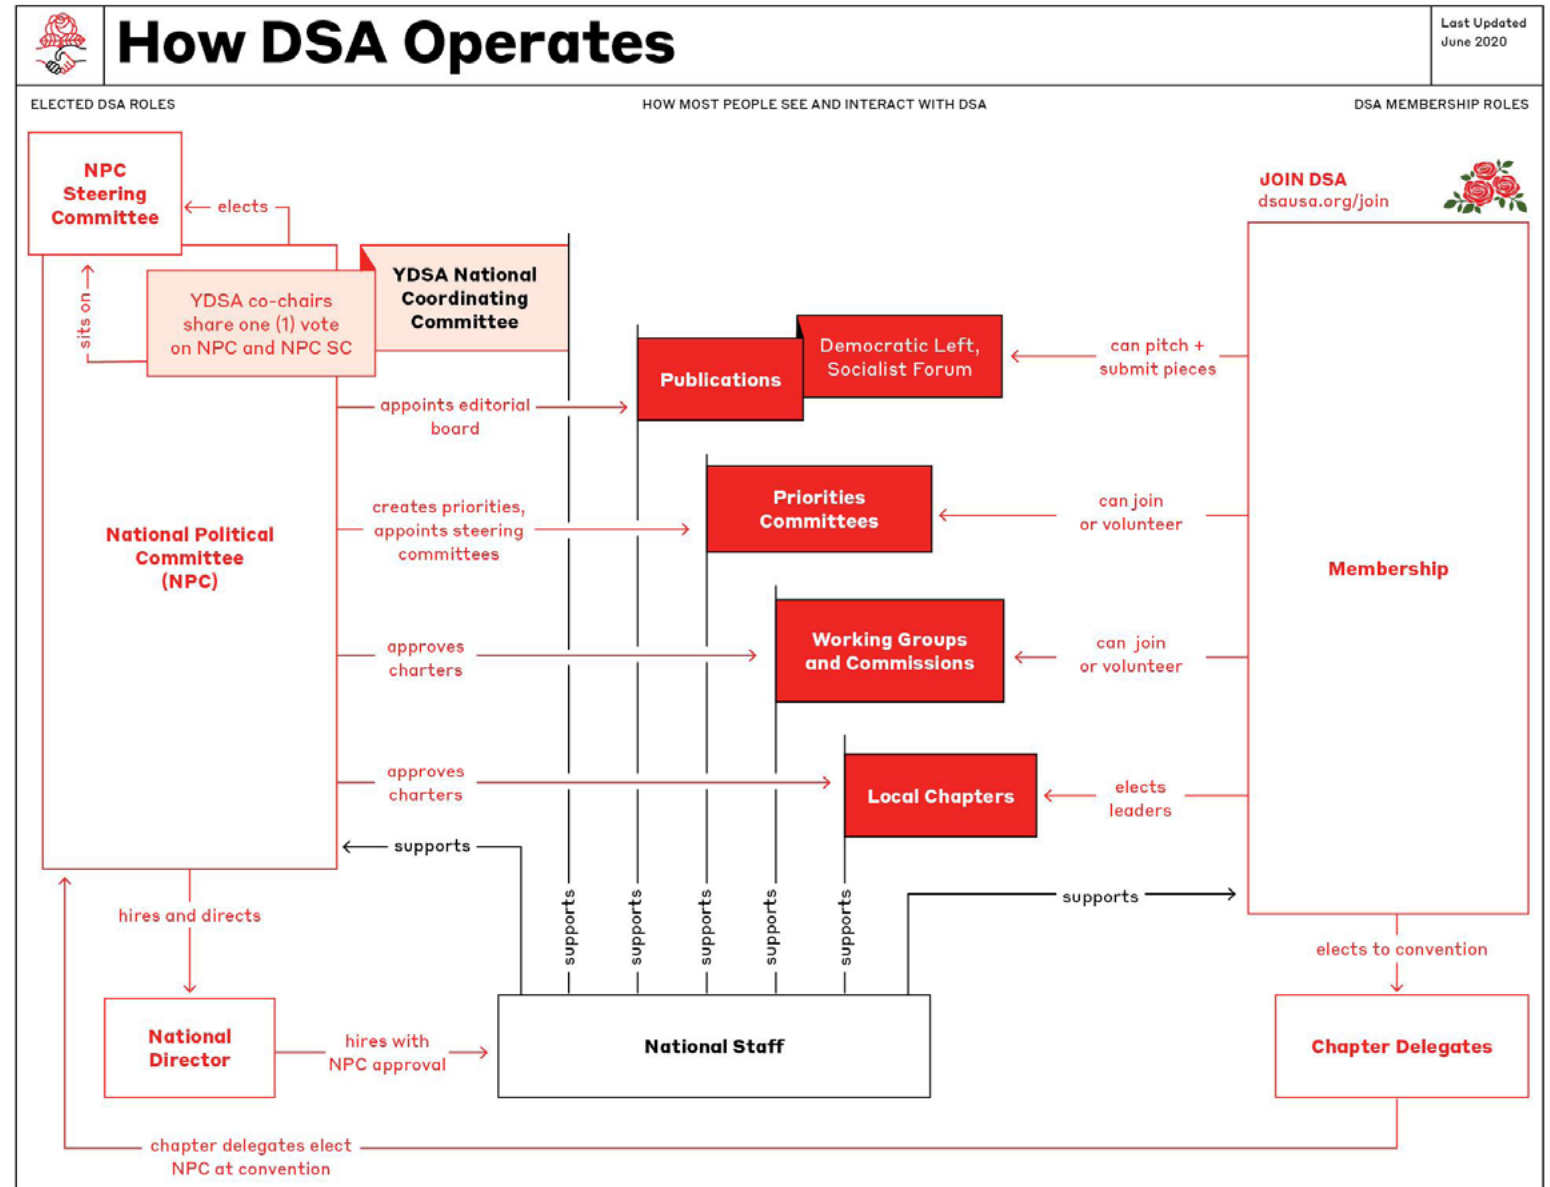 How DSA Operates
Last Updated
June 2020
ELECTED DSA ROLES
HOW MOST PEOPLE SEE AND INTERACT WITH DSA
DSA MEMBERSHIP ROLES
NPC
Steering
Committee
elects
sits on
YDSA co-chairs
share one (1) vote
on NPC and NPC SC
YDSA National
Coordinating
Committee
JOIN DSA
dsausa.org/join
Publications
Democratic Left,
Socialist Forum
can pitch +
submit pieces
appoints editorial
board
National Political
Committee
(NPC)
creates priorities,
appoints steering
committees
Priorities
Committees
can join
or volunteer
Membership
approves
charters
Working Groups
and Commissions
can join
or volunteer
approves
charters
Local Chapters
elects
leaders
supports
supports
supports
supports
supports
supports
supports
hires and directs
elects to convention
National
Director
hires with
NPC approval
National Staff
Chapter Delegates
chapter delegates elect
NPC at convention